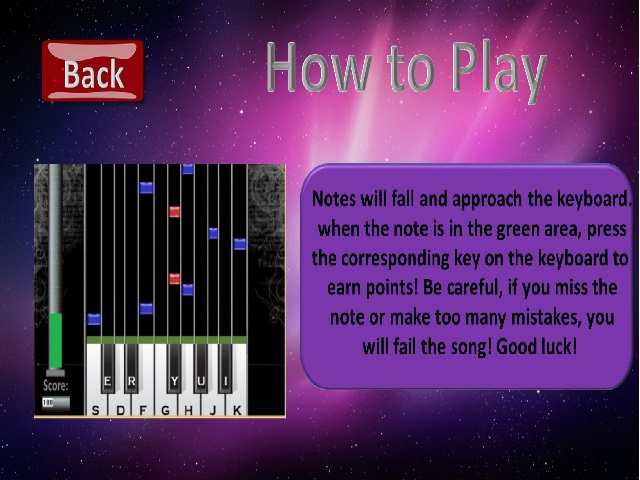 Back
How to Play
Notes will fall and approach the keyboard.
when the note is in the green area, press
the corresponding key on the keyboard to
earn points! Be careful, if you miss the
note or make too many mistakes, you
will fail the song! Good luck!
Score:
100
E R Y U I
S D F G H J K